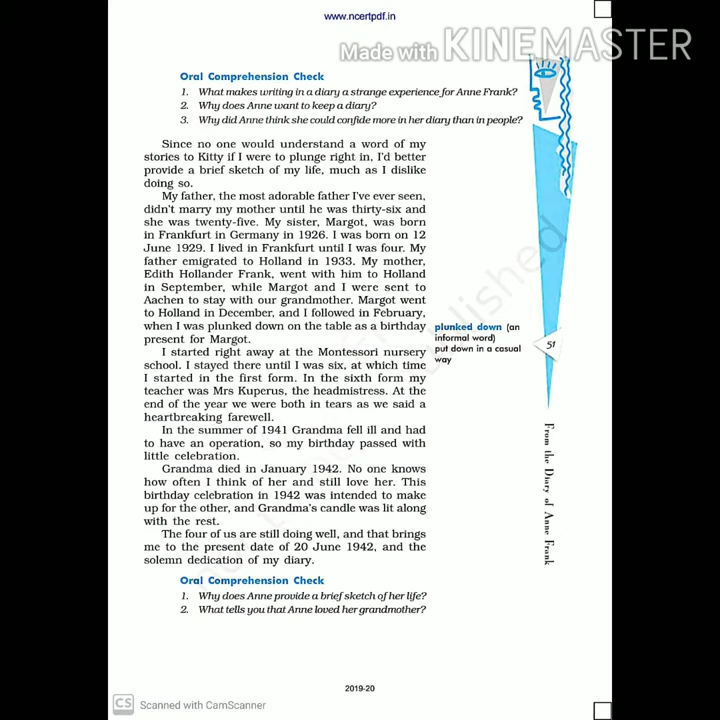 www.ncertpdf.in
Made with KINEMASTER
Oral Comprehension Check
1. What makes writing in a diary a strange experience for Anne Frank?
2. Why does Anne want to keep a diary?
3. Why did Anne think she could confide more in her diary than in people?
Since no one would understand a word of my
stories to Kitty if I were to plunge right in, I'd better
provide a brief sketch of my life, much as I dislike
doing so.
My father, the most adorable father I've ever seen,
didn't marry my mother until he was thirty-six and
she was twenty-five. My sister, Margot, was born
in Frankfurt in Germany in 1926. I was born on 12
June 1929. I lived in Frankfurt until I was four. My
father emigrated to Holland in 1933. My mother,
Edith Hollander Frank, went with him to Holland
in September, while Margot and I were sent to
Aachen to stay with our grandmother. Margot went
to Holland in December, and I followed in February,
when I was plunked down on the table as a birthday
present for Margot.
plunked down (an
informal word)
put down in a casual
way
51
I started right away at the Montessori nursery
school. I stayed there until I was six, at which time
I started in the first form. In the sixth form my
teacher was Mrs Kuperus, the headmistress. At the
end of the year we were both in tears as we said a
heartbreaking farewell.
In the summer of 1941 Grandma fell ill and had
to have an operation, so my birthday passed with
little celebration.
Grandma died in January 1942. No one knows
how often I think of her and still love her. This
birthday celebration in 1942 was intended to make
up for the other, and Grandma's candle was lit along
with the rest.
The four of us are still doing well, and that brings
me to the present date of 20 June 1942, and the
solemn dedication of my diary.
From the Diary of Anne Frank
Oral Comprehension Check
1. Why does Anne provide a brief sketch of her life?
2. What tells you that Anne loved her grandmother?
2019-20
CS Scanned with CamScanner